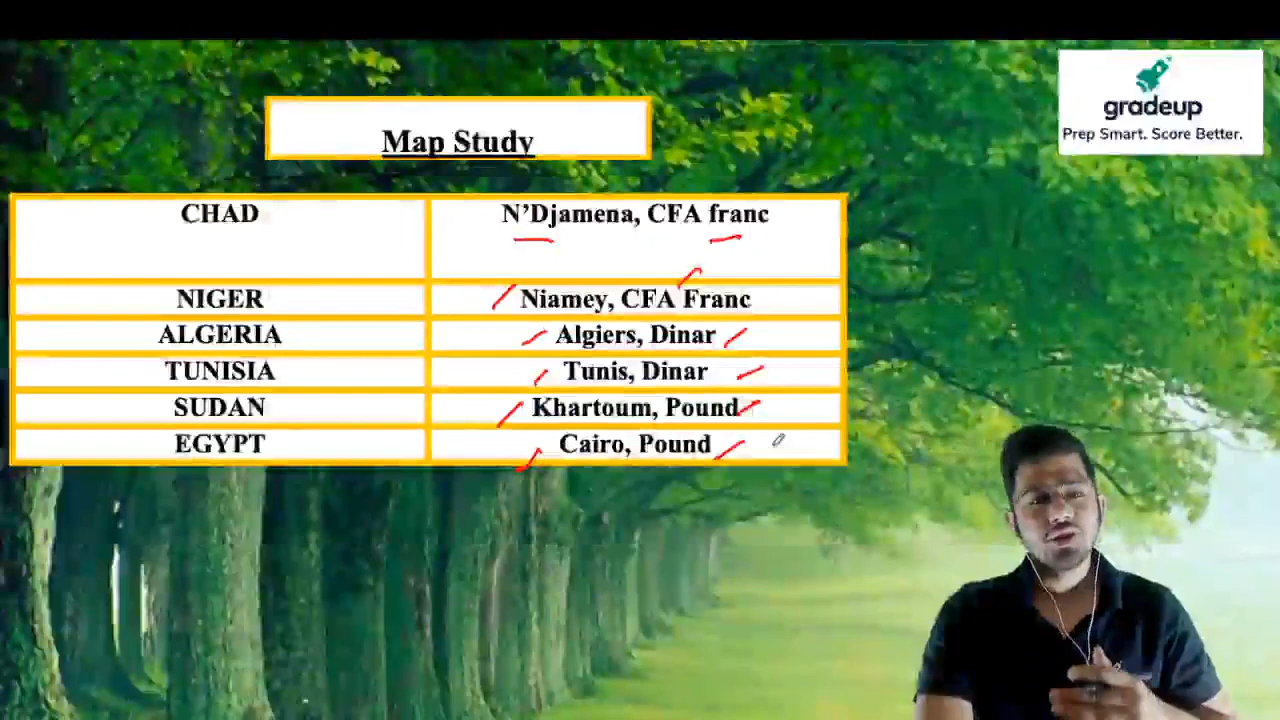 gradeup
Prep Smart. Score Better.
Map Study
CHAD N’Djamena, CFA franc
NIGER Niamey, CFA Franc
ALGERIA Algiers, Dinar
TUNISIA Tunis, Dinar
SUDAN Khartoum, Pound
EGYPT Cairo, Pound